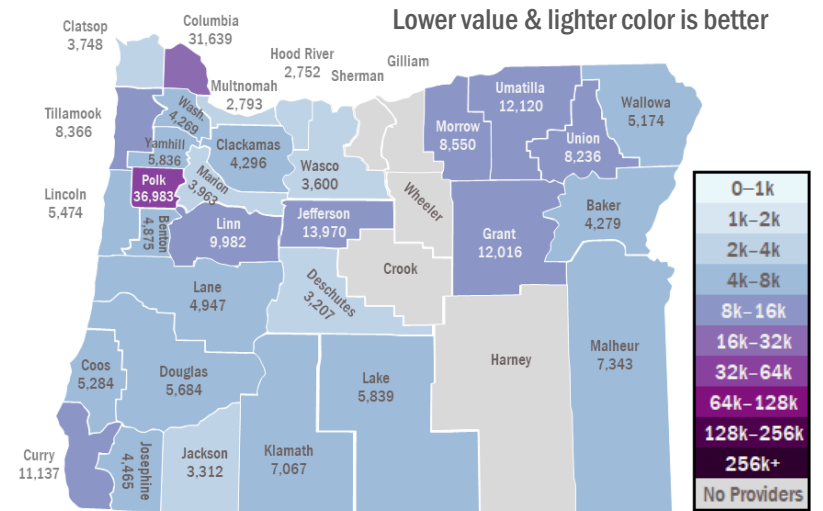 Lower value & lighter color is better
Clatsop
3,748
Columbia
31,639
Hood River
2,752
Sherman
Gilliam
Multnomah
2,793
Tillamook
8,366
Wash.
4,269
Yamhill
5,836
Clackamas
4,296
Marion
3,963
Wasco
3,600
Morrow
8,550
Umatilla
12,120
Union
8,236
Wallowa
5,174
Polk
36,983
Lincoln
5,474
Benton
4,875
Linn
9,982
Jefferson
13,970
Wheeler
Grant
12,016
Baker
4,279
Crook
Deschutes
3,207
Lane
4,947
Coos
5,284
Douglas
5,684
Lake
5,839
Harney
Malheur
7,343
Curry
11,137
Josephine
4,465
Jackson
3,312
Klamath
7,067
0–1k
1k–2k
2k–4k
4k–8k
8k–16k
16k–32k
32k–64k
64k–128k
128k–256k
256k+
No Providers